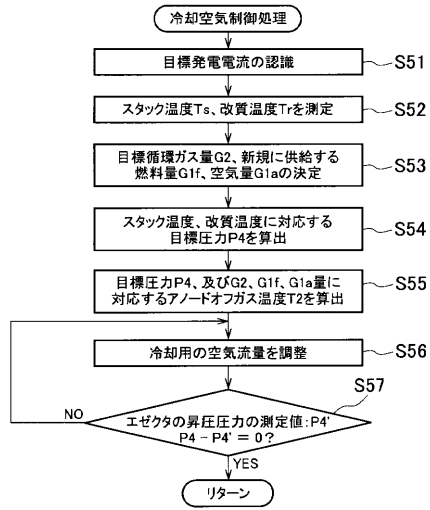 冷却空気制御処理
目標発電電流の認識
S51
スタック温度Ts、改質温度Trを測定
S52
目標循環ガス量G2、新規に供給する
燃料量G1f、空気量G1aの決定
S53
スタック温度、改質温度に対応する
目標圧力P4を算出
S54
目標圧力P4、及びG2、G1f、G1a量に
対応するアノードオフガス温度T2を算出
S55
冷却用の空気流量を調整
S56
S57
エゼクタの昇圧圧力の測定値:P4'
P4 - P4' = 0?
NO
YES
リターン